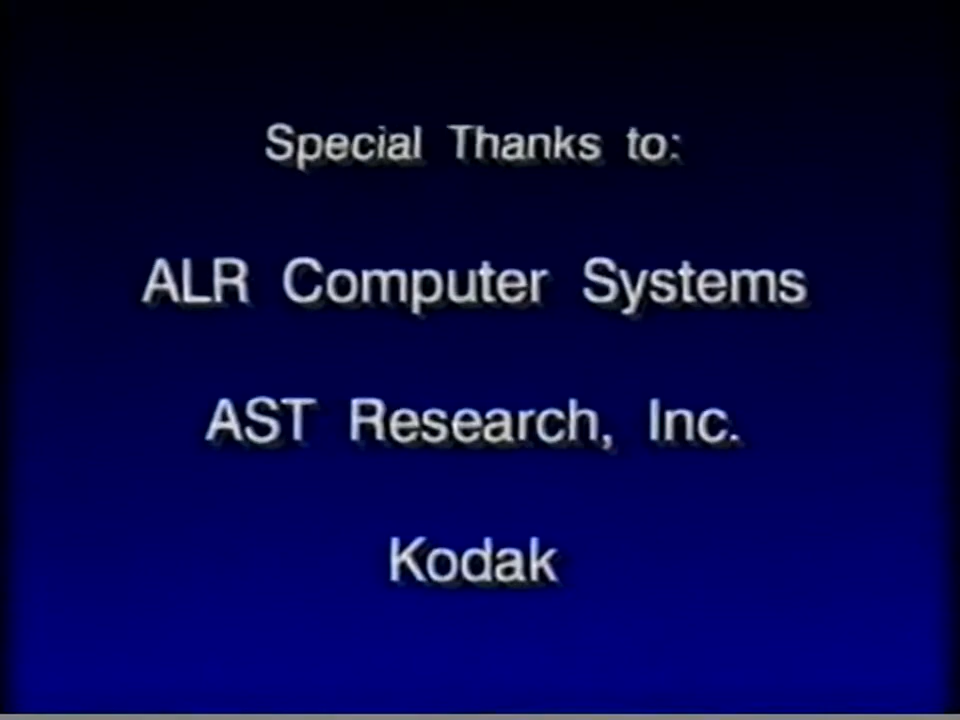 Special Thanks to:
ALR Computer Systems
AST Research, Inc.
Kodak